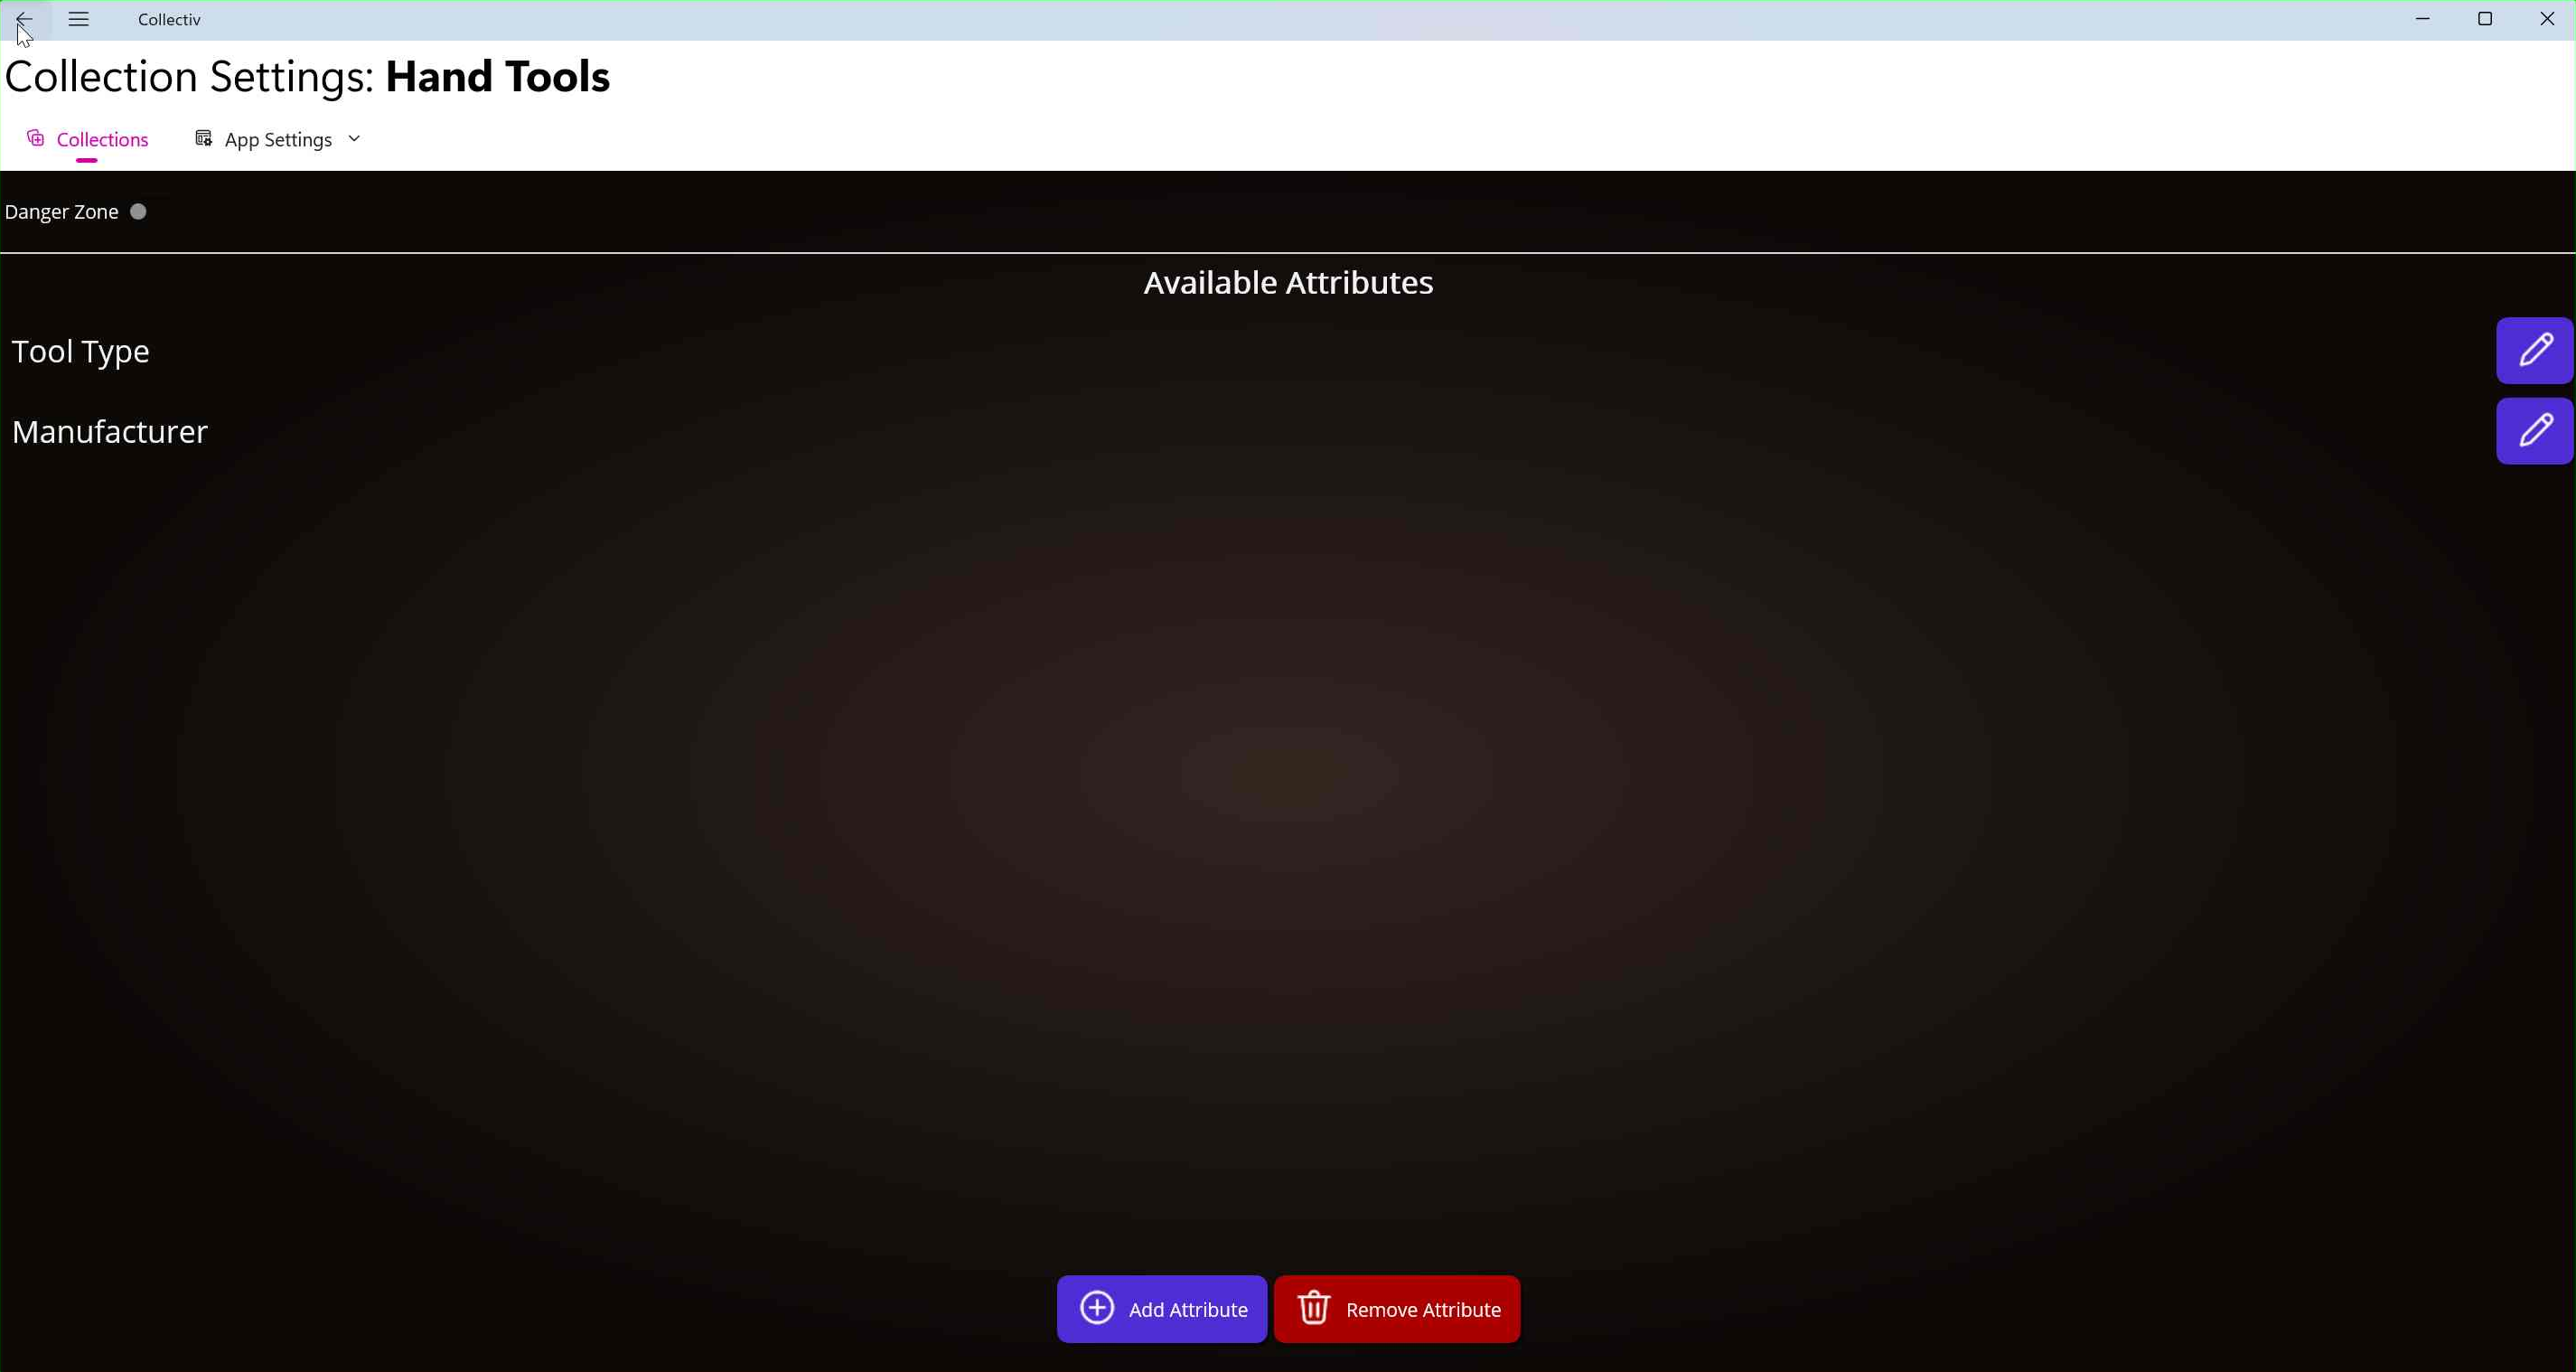 Collectiv
Collection Settings: Hand Tools
Collections
App Settings
Danger Zone
Available Attributes
Tool Type
Manufacturer
Add Attribute
Remove Attribute